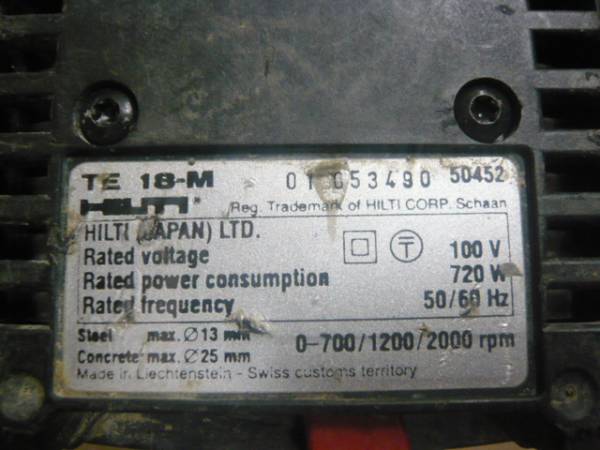 TE 18-M 01 053490 50452
HILTI Reg. Trademark of HILTI CORP. Schaan
HILTI (JAPAN) LTD.
Rated voltage 100 V
Rated power consumption 720 W
Rated frequency 50/60 Hz
Steel max. Ø 13 mm
Concrete max. Ø 25 mm 0-700/1200/2000 rpm
Made in Liechtenstein - Swiss customs territory